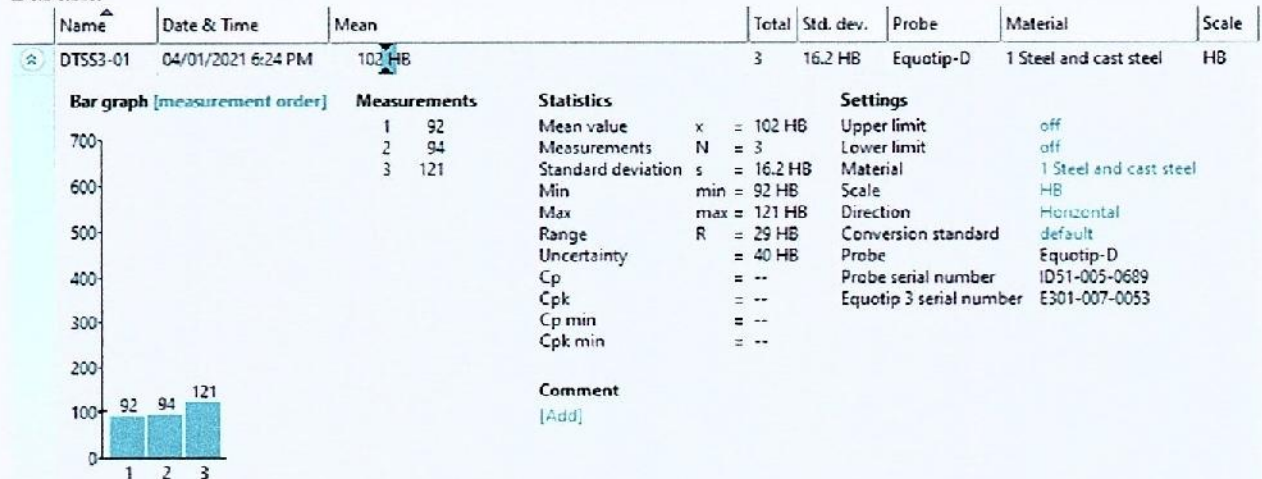 Name Date & Time Mean Total Std. dev. Probe Material Scale
DTSS3-01 04/01/2021 6:24 PM 102 HB 3 16.2 HB Equotip-D 1 Steel and cast steel HB
Bar graph [measurement order]
700
600
500
400
300
200
100
0
92 94 121
1 2 3
Measurements
1 92
2 94
3 121
Statistics
Mean value x = 102 HB
Measurements N = 3
Standard deviation s = 16.2 HB
Min min = 92 HB
Max max = 121 HB
Range R = 29 HB
Uncertainty = 40 HB
Cp = --
Cpk = --
Cp min = --
Cpk min = --
Comment
[Add]
Settings
Upper limit off
Lower limit off
Material 1 Steel and cast steel
Scale HB
Direction Horizontal
Conversion standard default
Probe Equotip-D
Probe serial number ID51-005-0689
Equotip 3 serial number E301-007-0053